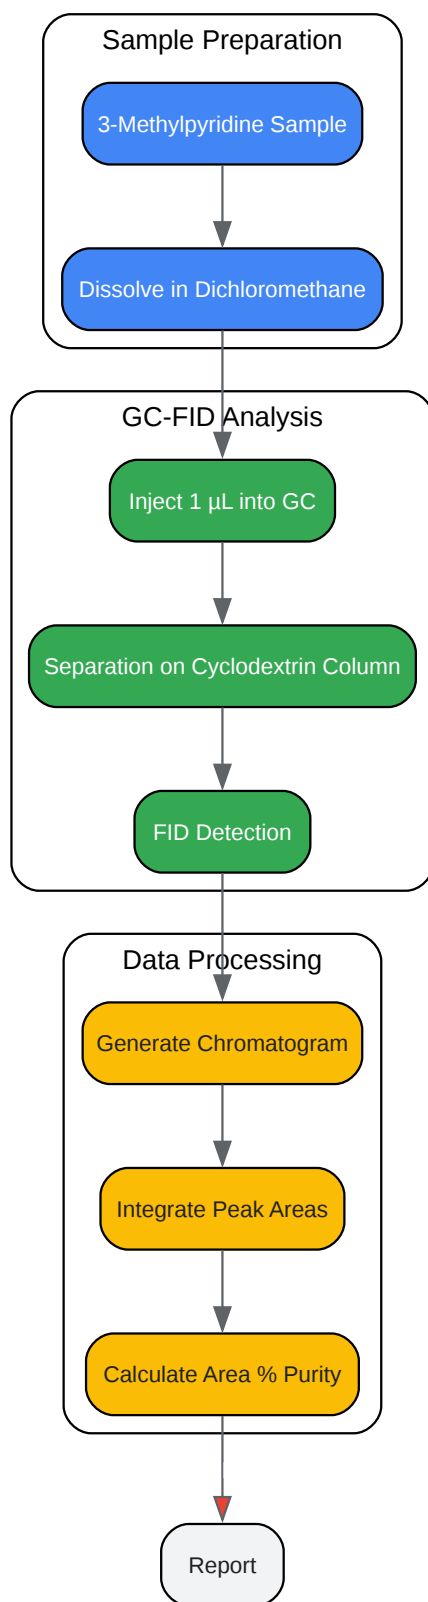 Sample Preparation
3-Methylpyridine Sample
Dissolve in Dichloromethane
GC-FID Analysis
Inject 1 µL into GC
Separation on Cyclodextrin Column
FID Detection
Data Processing
Generate Chromatogram
Integrate Peak Areas
Calculate Area % Purity
Report